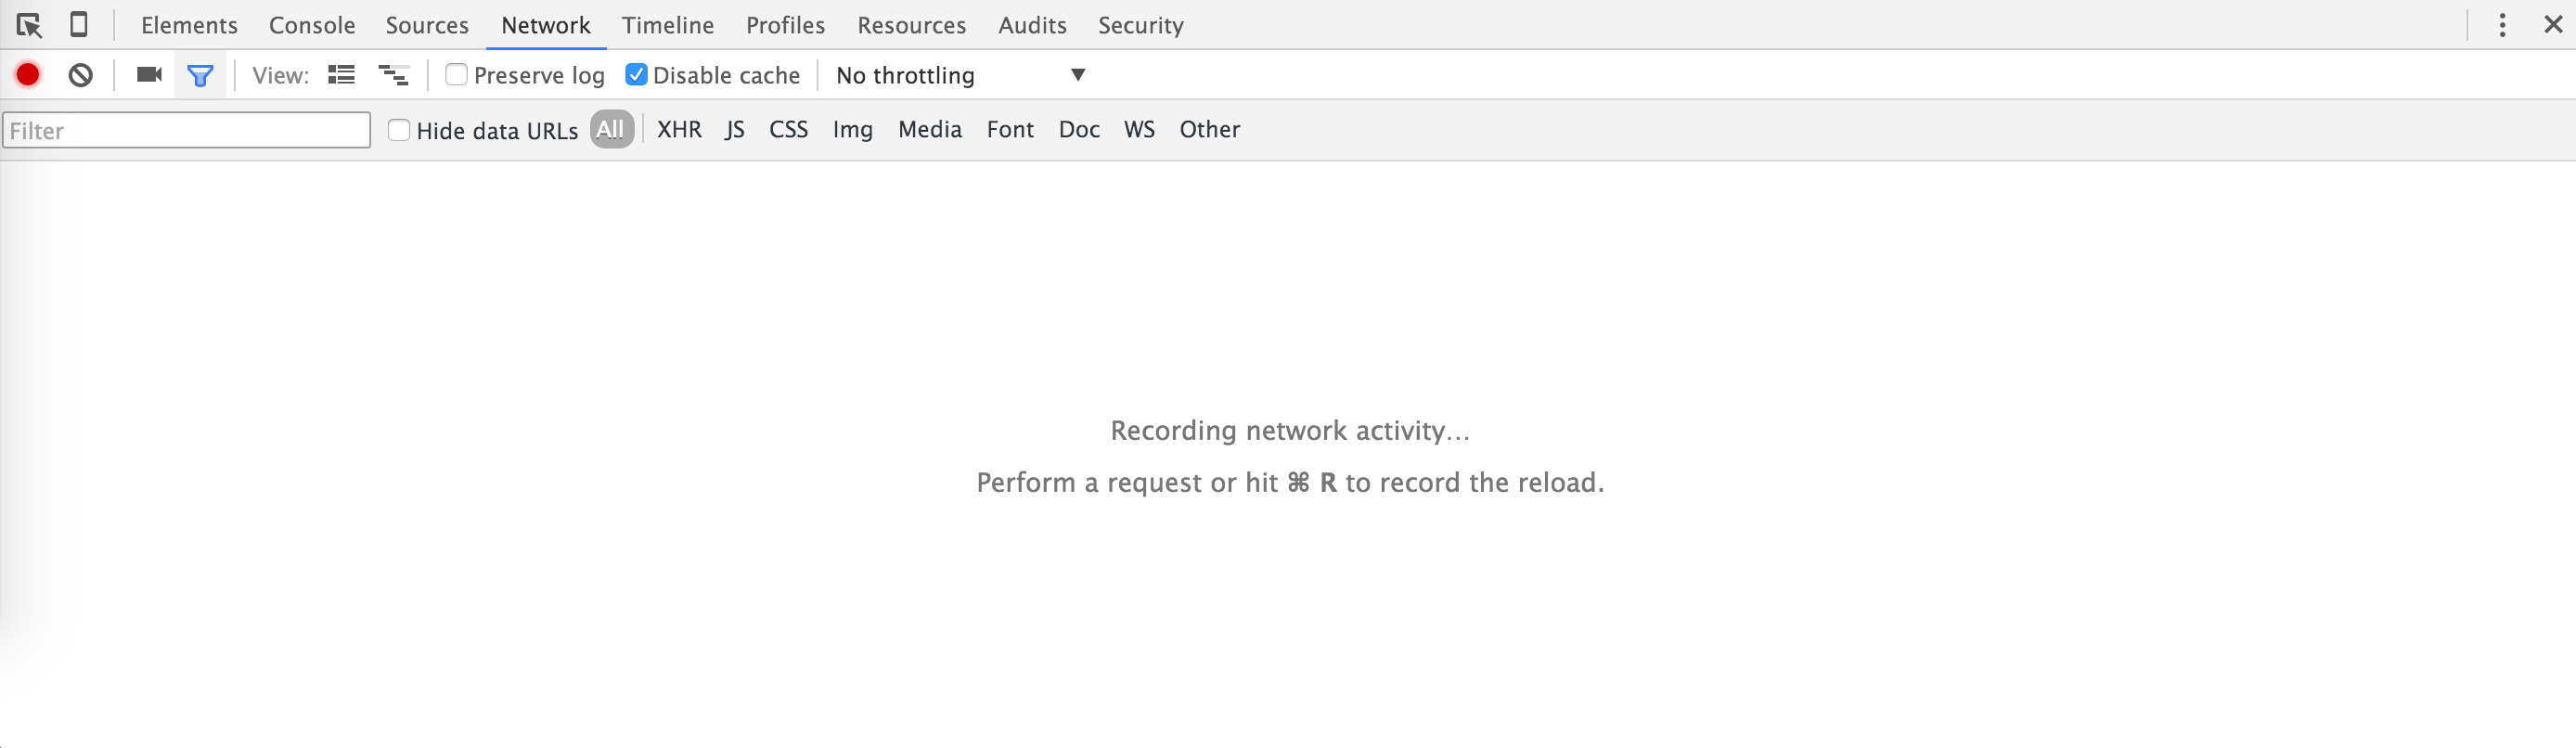 Elements Console Sources Network Timeline Profiles Resources Audits Security
View: Preserve log Disable cache No throttling
Filter Hide data URLs All XHR JS CSS Img Media Font Doc WS Other
Recording network activity...
Perform a request or hit ⌘ R to record the reload.